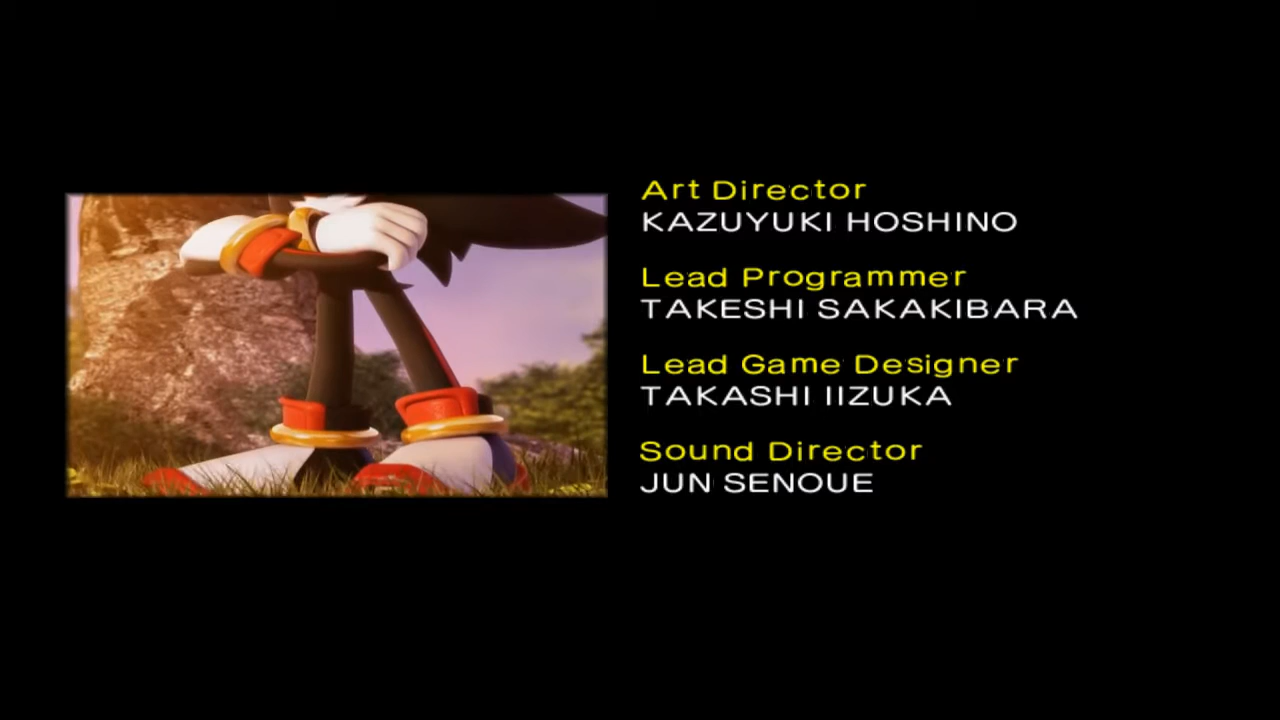 Art Director
KAZUYUKI HOSHINO
Lead Programmer
TAKESHI SAKAKIBARA
Lead Game Designer
TAKASHI IIZUKA
Sound Director
JUN SENOUE